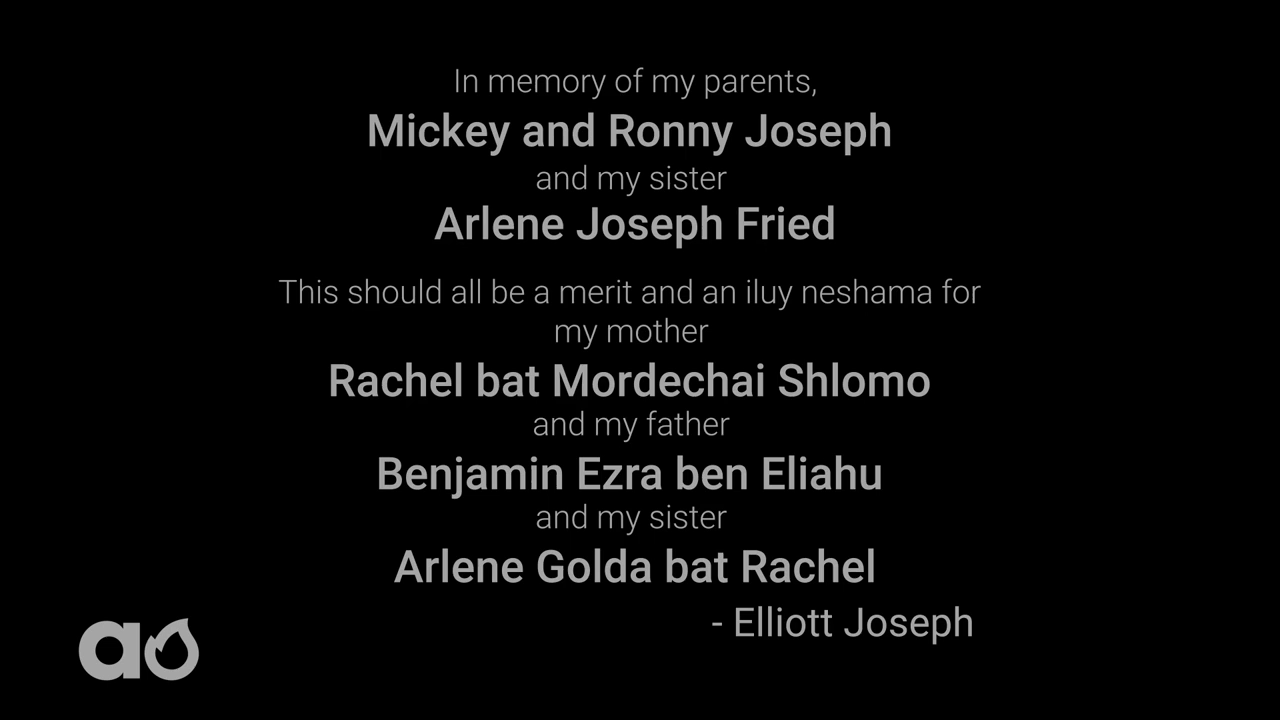 In memory of my parents,
Mickey and Ronny Joseph
and my sister
Arlene Joseph Fried
This should all be a merit and an iluy neshama for
my mother
Rachel bat Mordechai Shlomo
and my father
Benjamin Ezra ben Eliahu
and my sister
Arlene Golda bat Rachel
- Elliott Joseph
ao